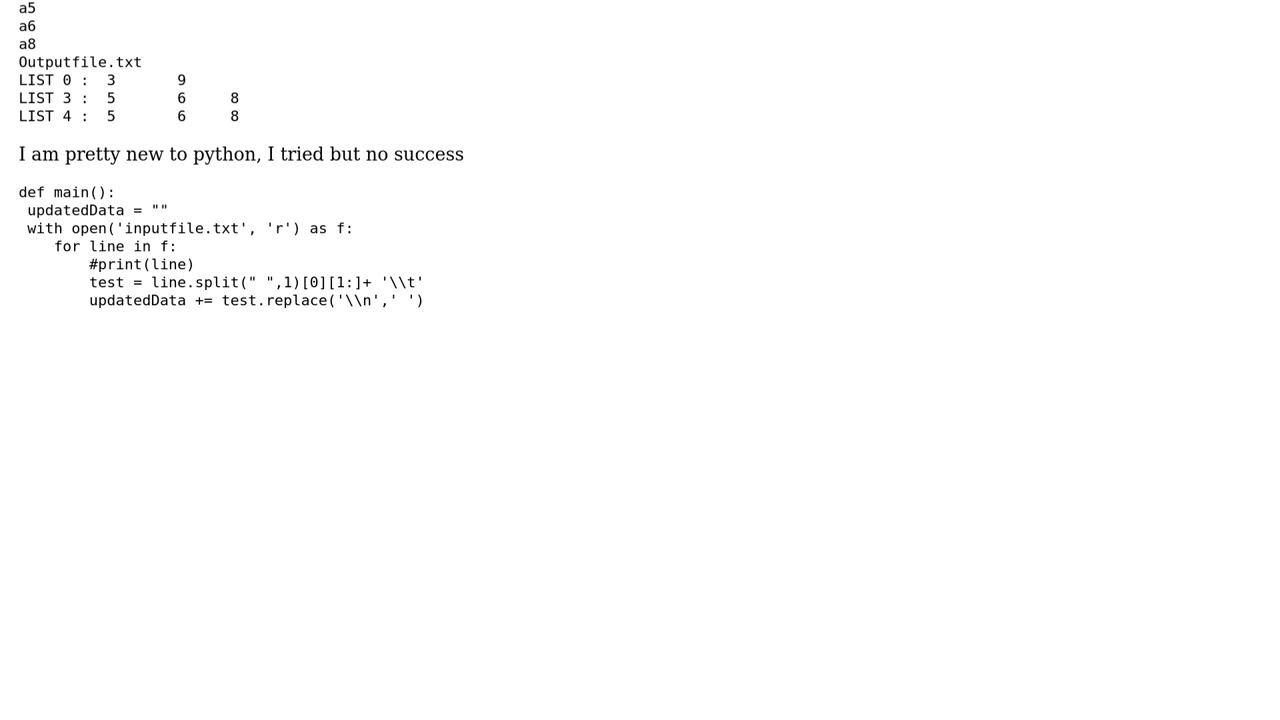 a5
a6
a8
Outputfile.txt
LIST 0 :  3       9
LIST 3 :  5       6     8
LIST 4 :  5       6     8
I am pretty new to python, I tried but no success
def main():
 updatedData = ""
 with open('inputfile.txt', 'r') as f:
    for line in f:
        #print(line)
        test = line.split(" ",1)[0][1:]+ '\\t'
        updatedData += test.replace('\\n',' ')